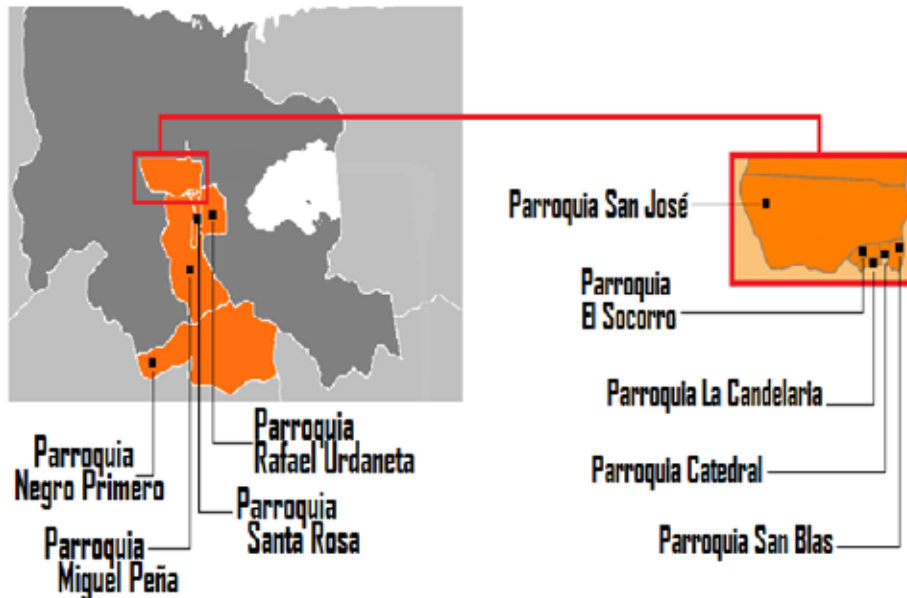 Parroquia San José
Parroquia
El Socorro
Parroquia La Candelaria
Parroquia Catedral
Parroquia San Blas
Parroquia
Rafael Urdaneta
Parroquia
Santa Rosa
Parroquia
Negro Primero
Parroquia
Miguel Peña